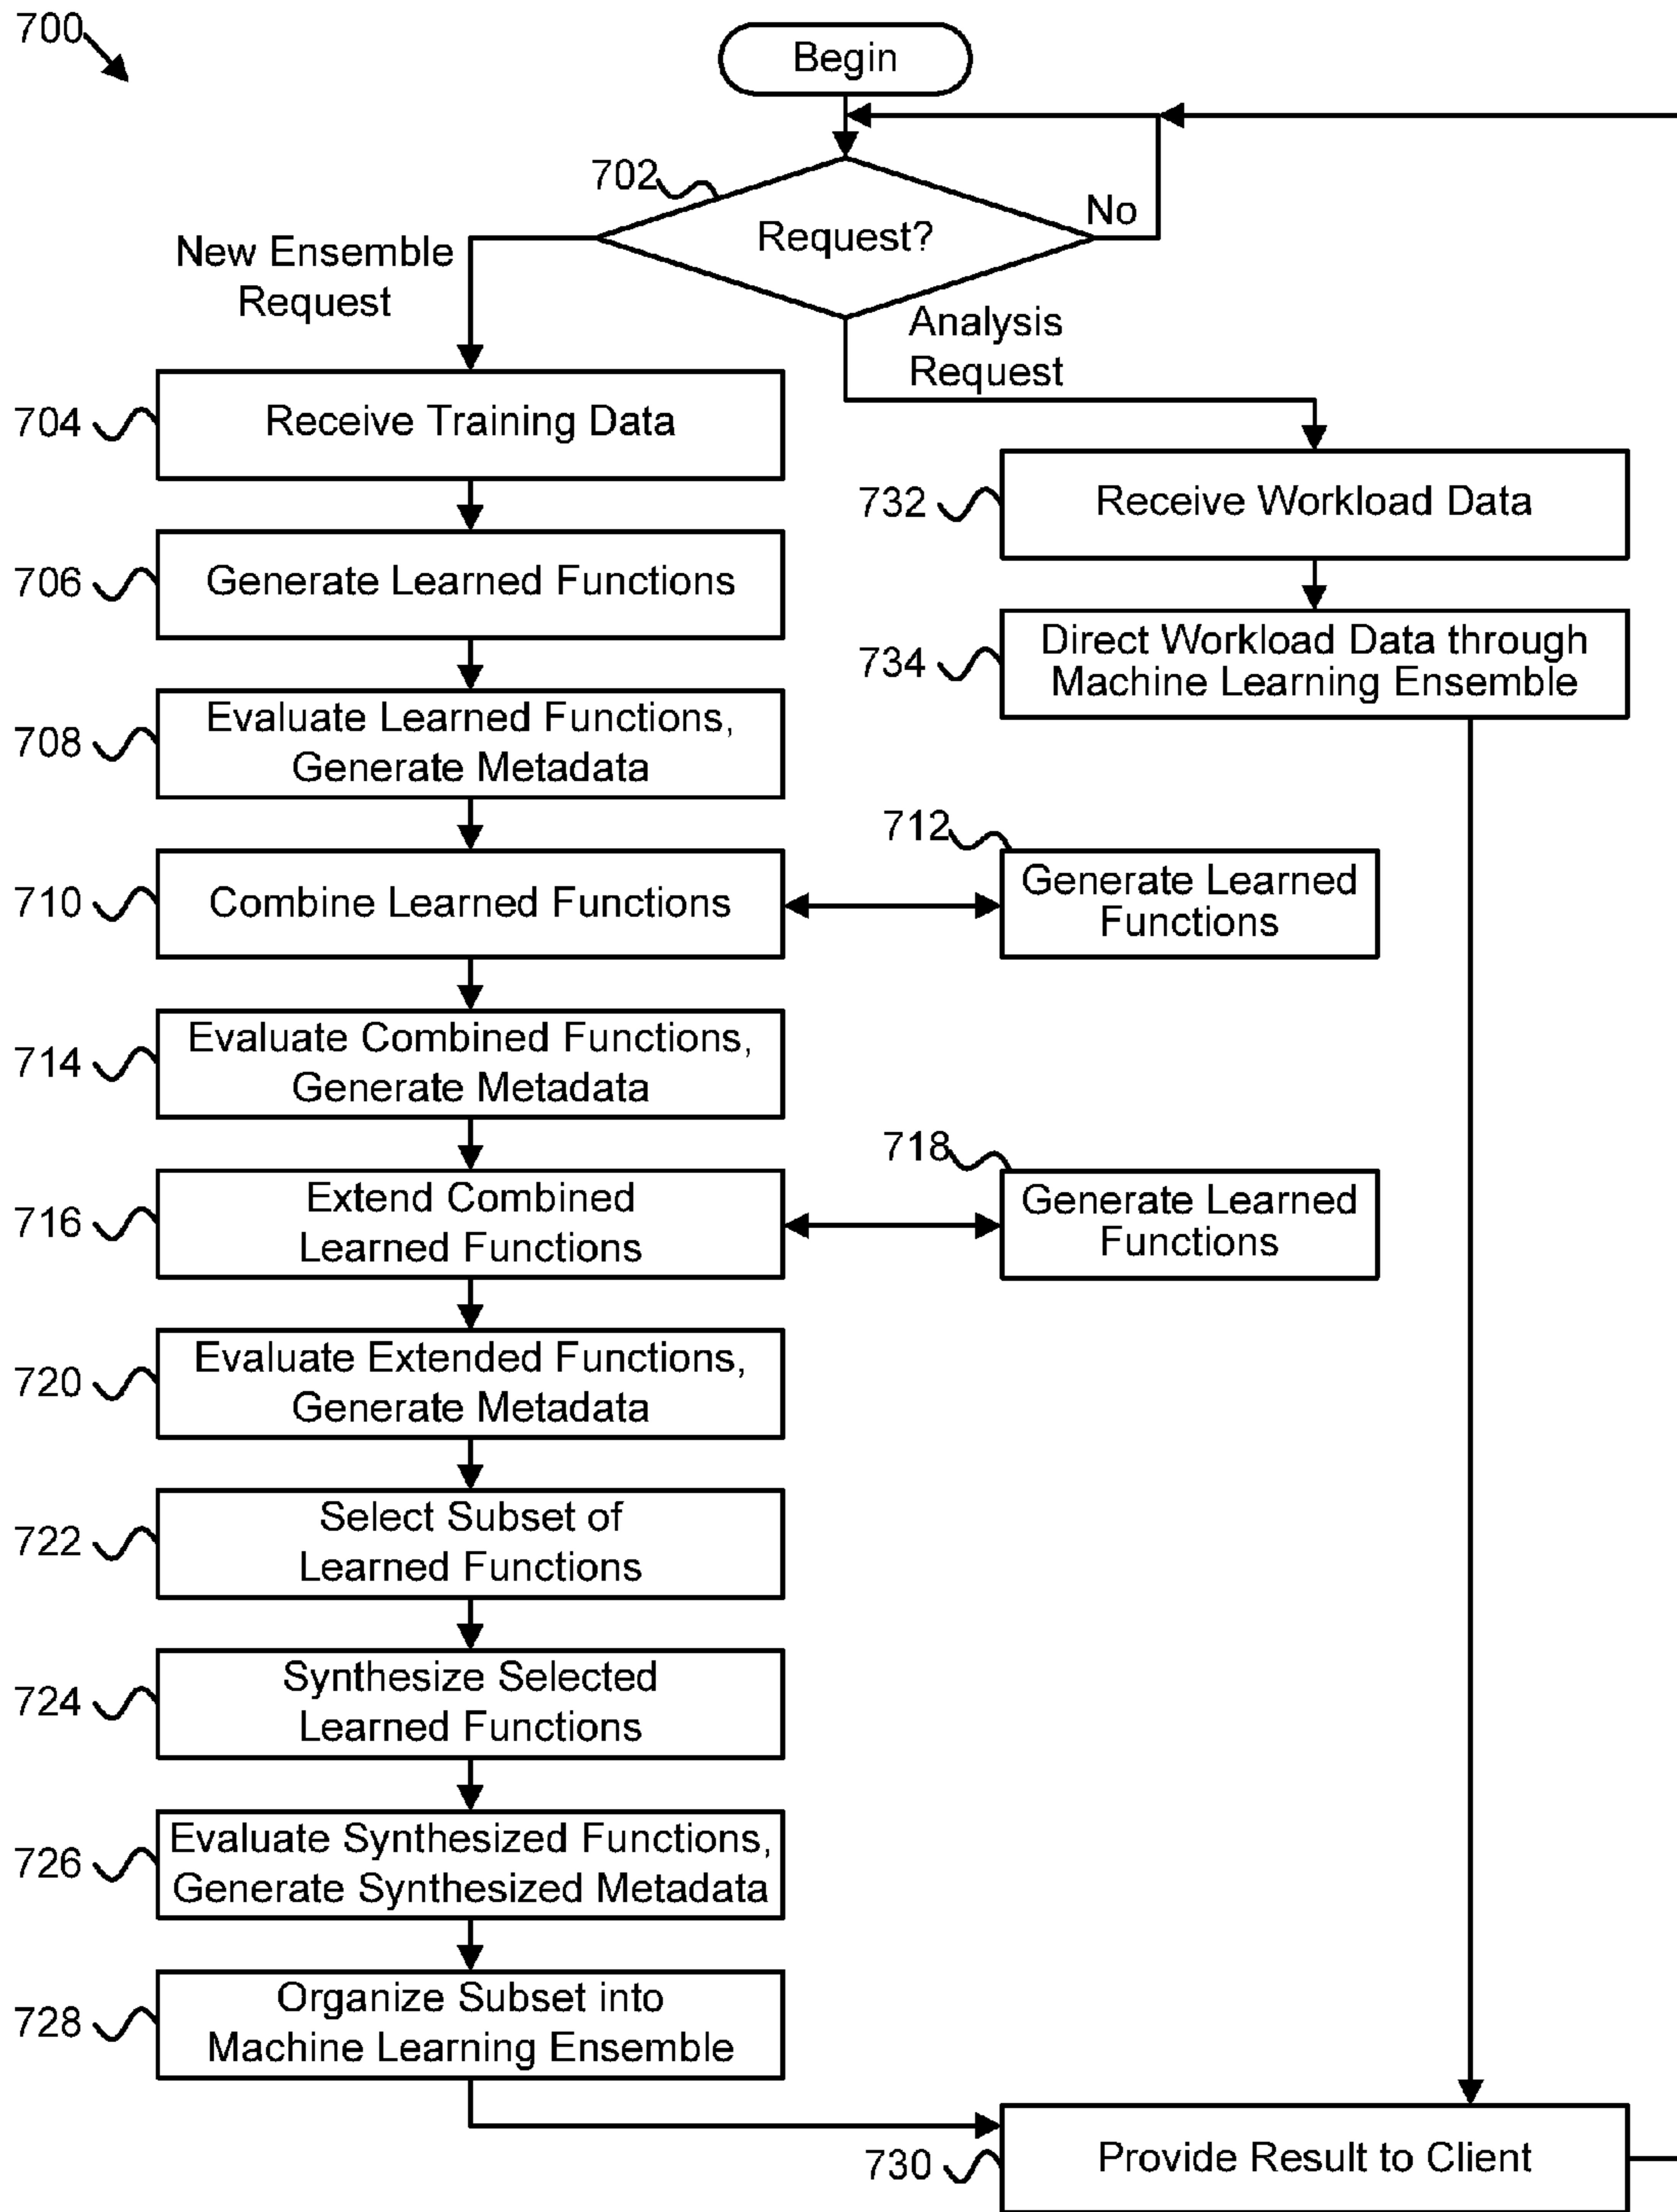 700
Begin
702
Request?
No
New Ensemble
Request
Analysis
Request
704
Receive Training Data
732
Receive Workload Data
706
Generate Learned Functions
734
Direct Workload Data through
Machine Learning Ensemble
708
Evaluate Learned Functions,
Generate Metadata
710
Combine Learned Functions
712
Generate Learned
Functions
714
Evaluate Combined Functions,
Generate Metadata
716
Extend Combined
Learned Functions
718
Generate Learned
Functions
720
Evaluate Extended Functions,
Generate Metadata
722
Select Subset of
Learned Functions
724
Synthesize Selected
Learned Functions
726
Evaluate Synthesized Functions,
Generate Synthesized Metadata
728
Organize Subset into
Machine Learning Ensemble
730
Provide Result to Client